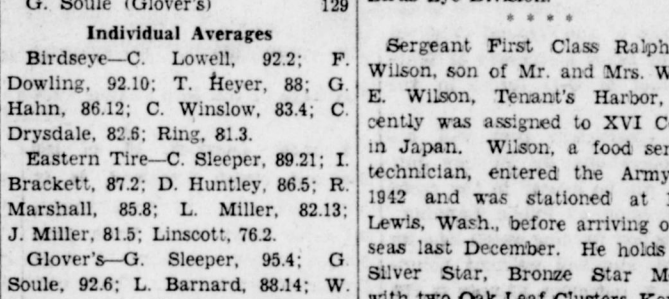 G. Soule (Glover's) 129
Individual Averages
Birdseye—C. Lowell, 92.2; F.
Dowling, 92.10; T. Heyer, 88; G.
Hahn, 86.12; C. Winslow, 83.4; C.
Drysdale, 82.6; Ring, 81.3.
Eastern Tire—C. Sleeper, 89.21; I.
Brackett, 87.2; D. Huntley, 86.5; R.
Marshall, 85.8; L. Miller, 82.13;
J. Miller, 81.5; Linscott, 76.2.
Glover's—G. Sleeper, 95.4; G
Soule, 92.6; L. Barnard, 88.14; W.
* * * *
Sergeant First Class Ralph
Wilson, son of Mr. and Mrs. W
E. Wilson, Tenant's Harbor,
cently was assigned to XVI C
in Japan. Wilson, a food ser
technician, entered the Army
1942 and was stationed at
Lewis, Wash., before arriving o
seas last December. He holds
Silver Star, Bronze Star M
with two Oak Leaf Clusters,